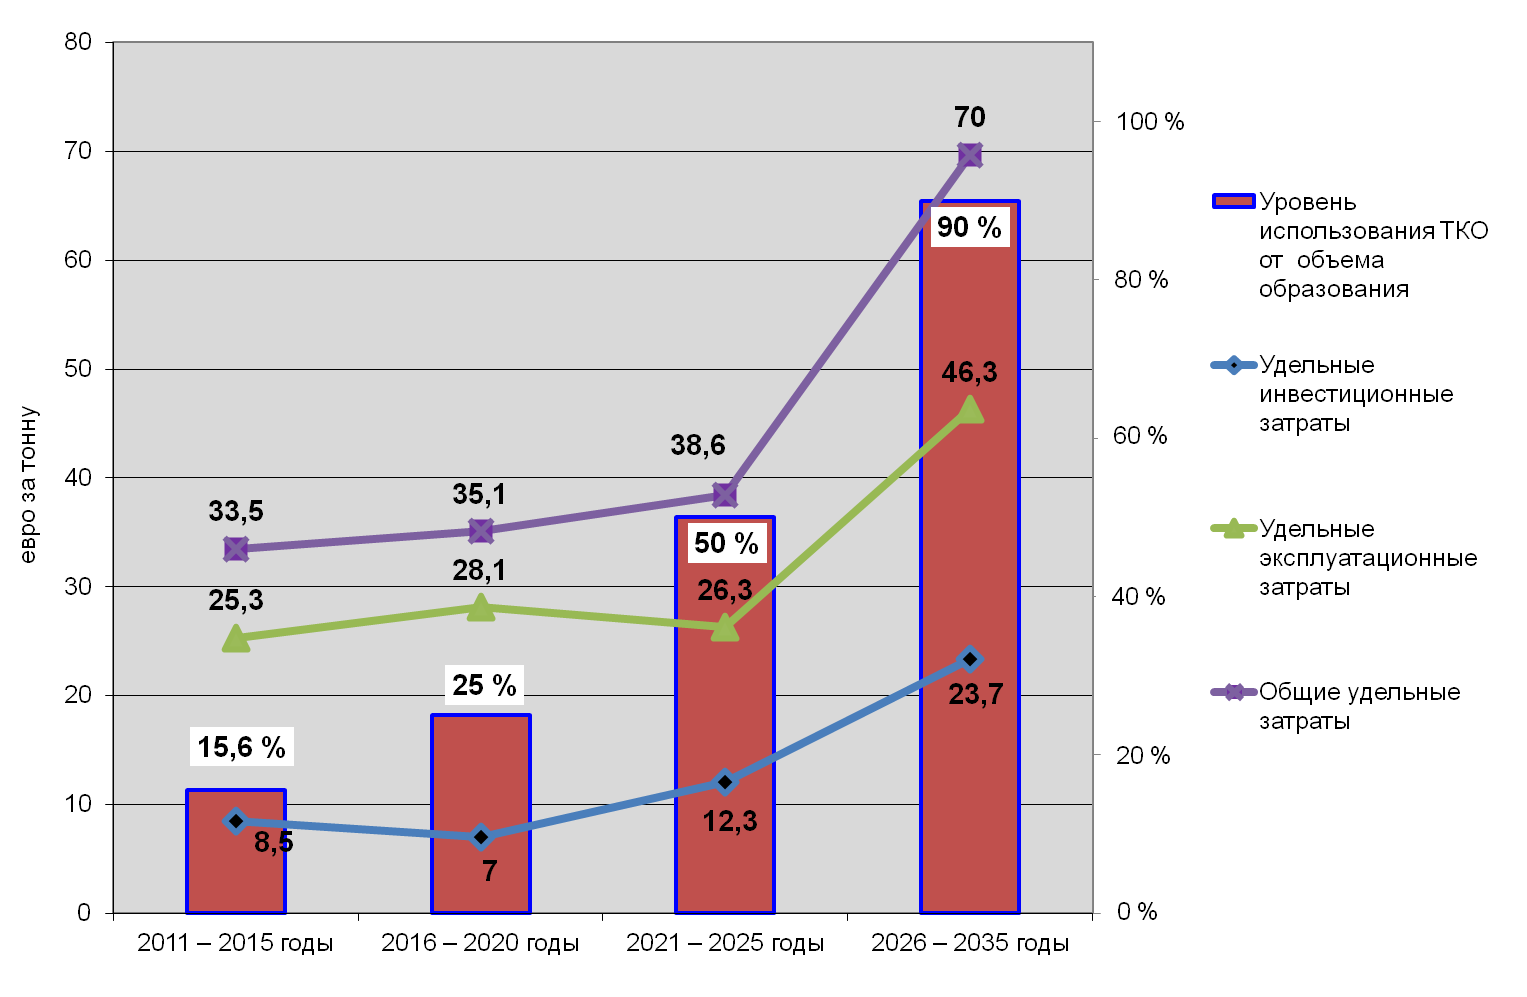 80
70
60
50
40
30
20
10
0
евро за тонну
100 %
80 %
60 %
40 %
20 %
0 %
70
90 %
46,3
38,6
33,5
35,1
50 %
28,1
26,3
25,3
25 %
23,7
15,6 %
12,3
8,5
7
2011 – 2015 годы
2016 – 2020 годы
2021 – 2025 годы
2026 – 2035 годы
Уровень
использования ТКО
от объема
образования
Удельные
инвестиционные
затраты
Удельные
эксплуатационные
затраты
Общие удельные
затраты